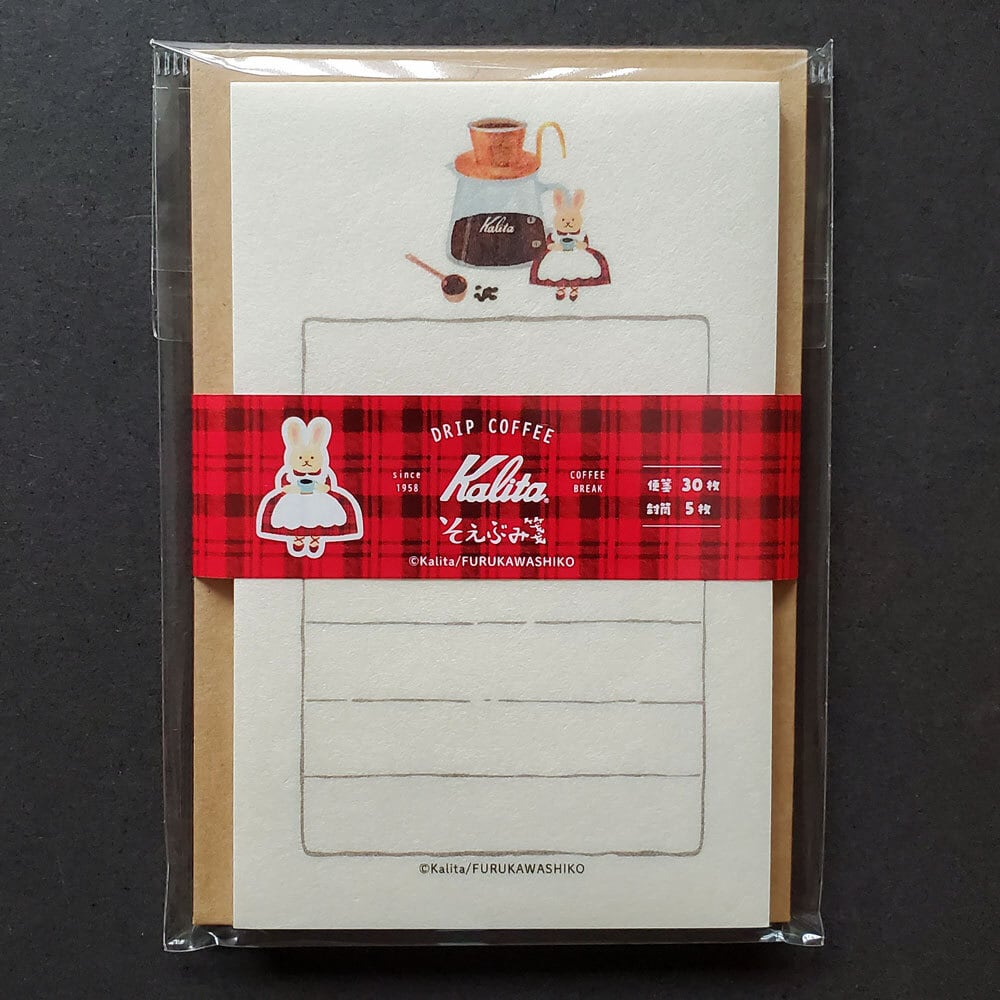 Kalita
DRIP COFFEE
since
1958
Kalita®
COFFEE
BREAK
そえぶみ箋
便箋 30枚
封筒 5枚
©Kalita/FURUKAWASHIKO
©Kalita/FURUKAWASHIKO